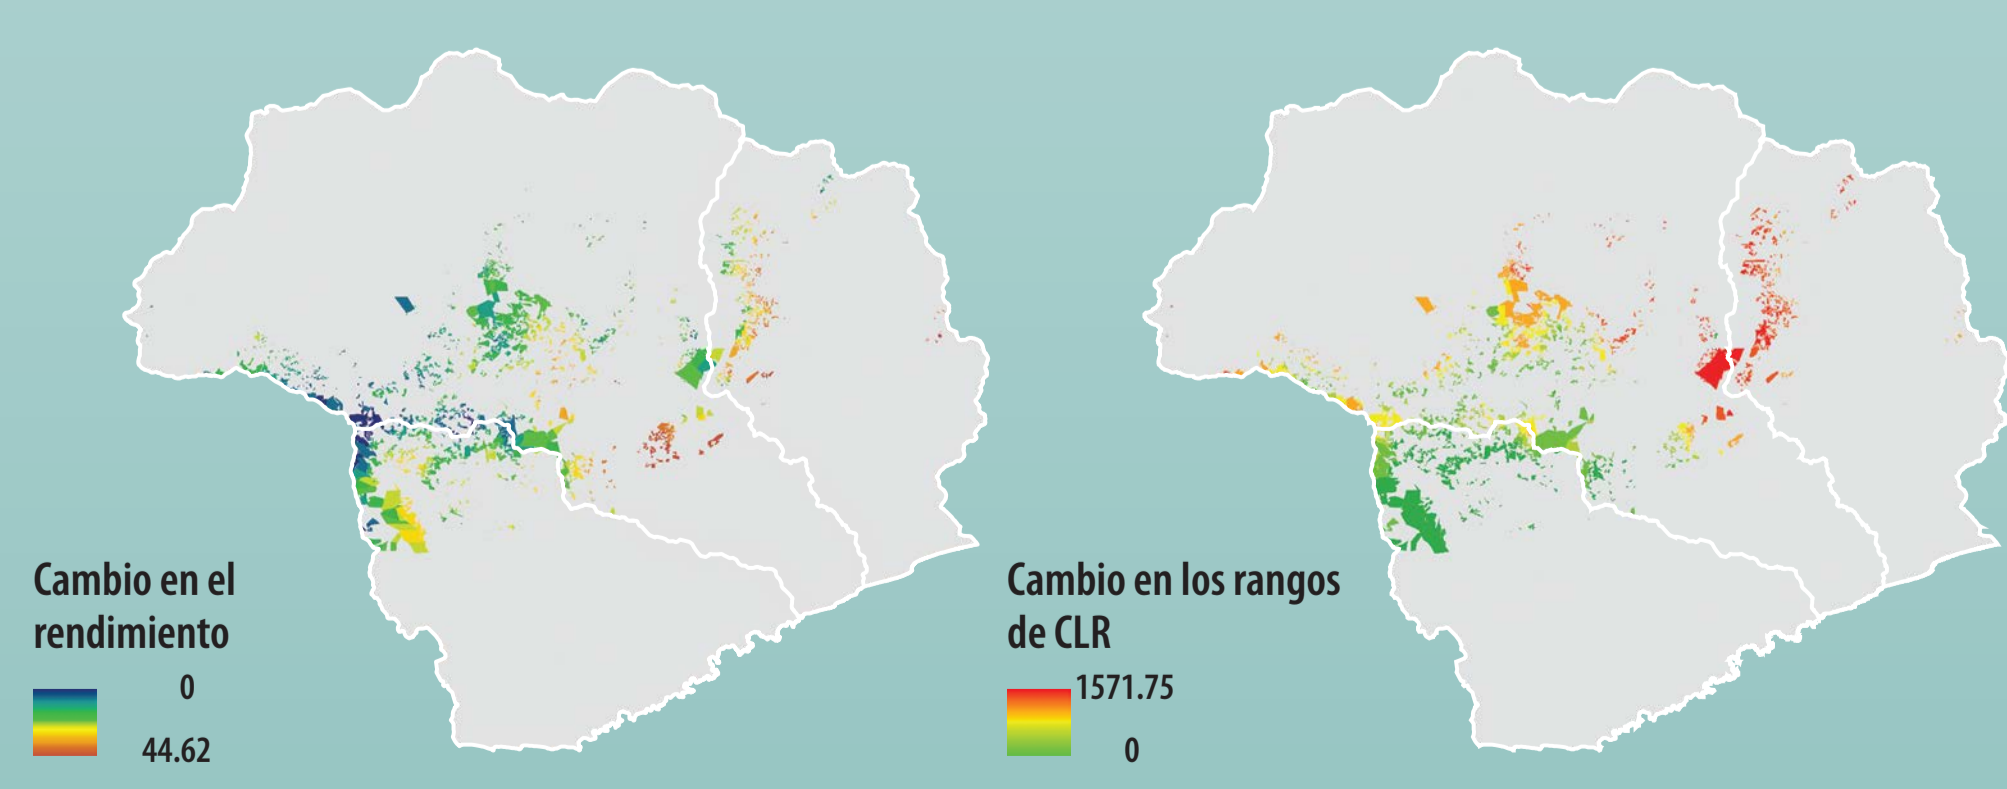 Cambio en el
rendimiento
0
44.62
Cambio en los rangos
de CLR
1571.75
0